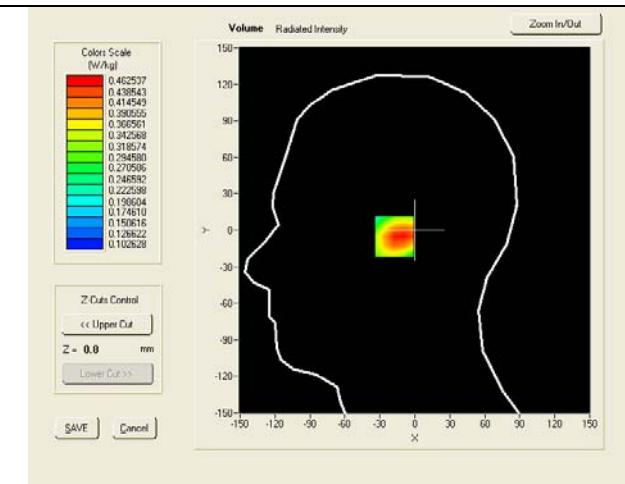 Volume Radiated Intensity
Zoom In/Out
Colors Scale
(W/kg)
0.462537
0.438543
0.414549
0.390555
0.366561
0.342568
0.318574
0.294580
0.270586
0.246592
0.222598
0.198604
0.174610
0.150616
0.126622
0.102628
Z-Cuts Control
<< Upper Cut
Z = 0.0 mm
Lower Cut >>
SAVE Cancel
150
120
90
60
30
0
-30
-60
-90
-120
-150
Y
-150 -120 -90 -60 -30 0 30 60 90 120 150
X